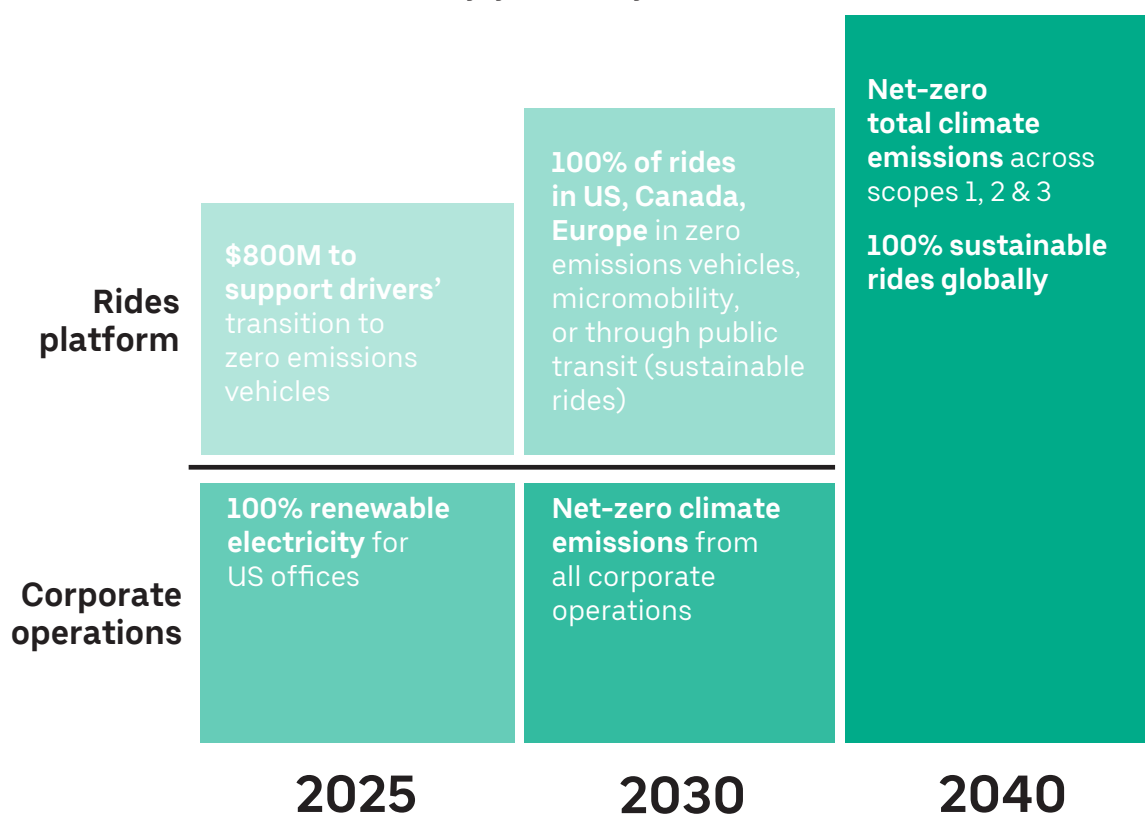 Rides
platform
$800M to
support drivers’
transition to
zero emissions
vehicles
100% of rides
in US, Canada,
Europe in zero
emissions vehicles,
micromobility,
or through public
transit (sustainable
rides)
Net-zero
total climate
emissions across
scopes 1, 2 & 3
100% sustainable
rides globally
Corporate
operations
100% renewable
electricity for
US offices
Net-zero climate
emissions from
all corporate
operations
2025
2030
2040